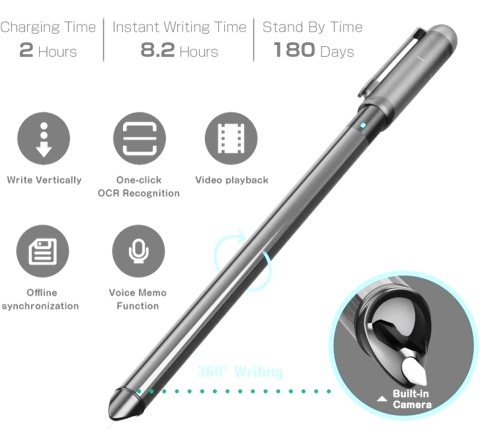 Charging Time
2 Hours
Instant Writing Time
8.2 Hours
Stand By Time
180 Days
Write Vertically
One-click
OCR Recognition
Video playback
Offline
synchronization
Voice Memo
Function
360° Writing
Built-in
Camera